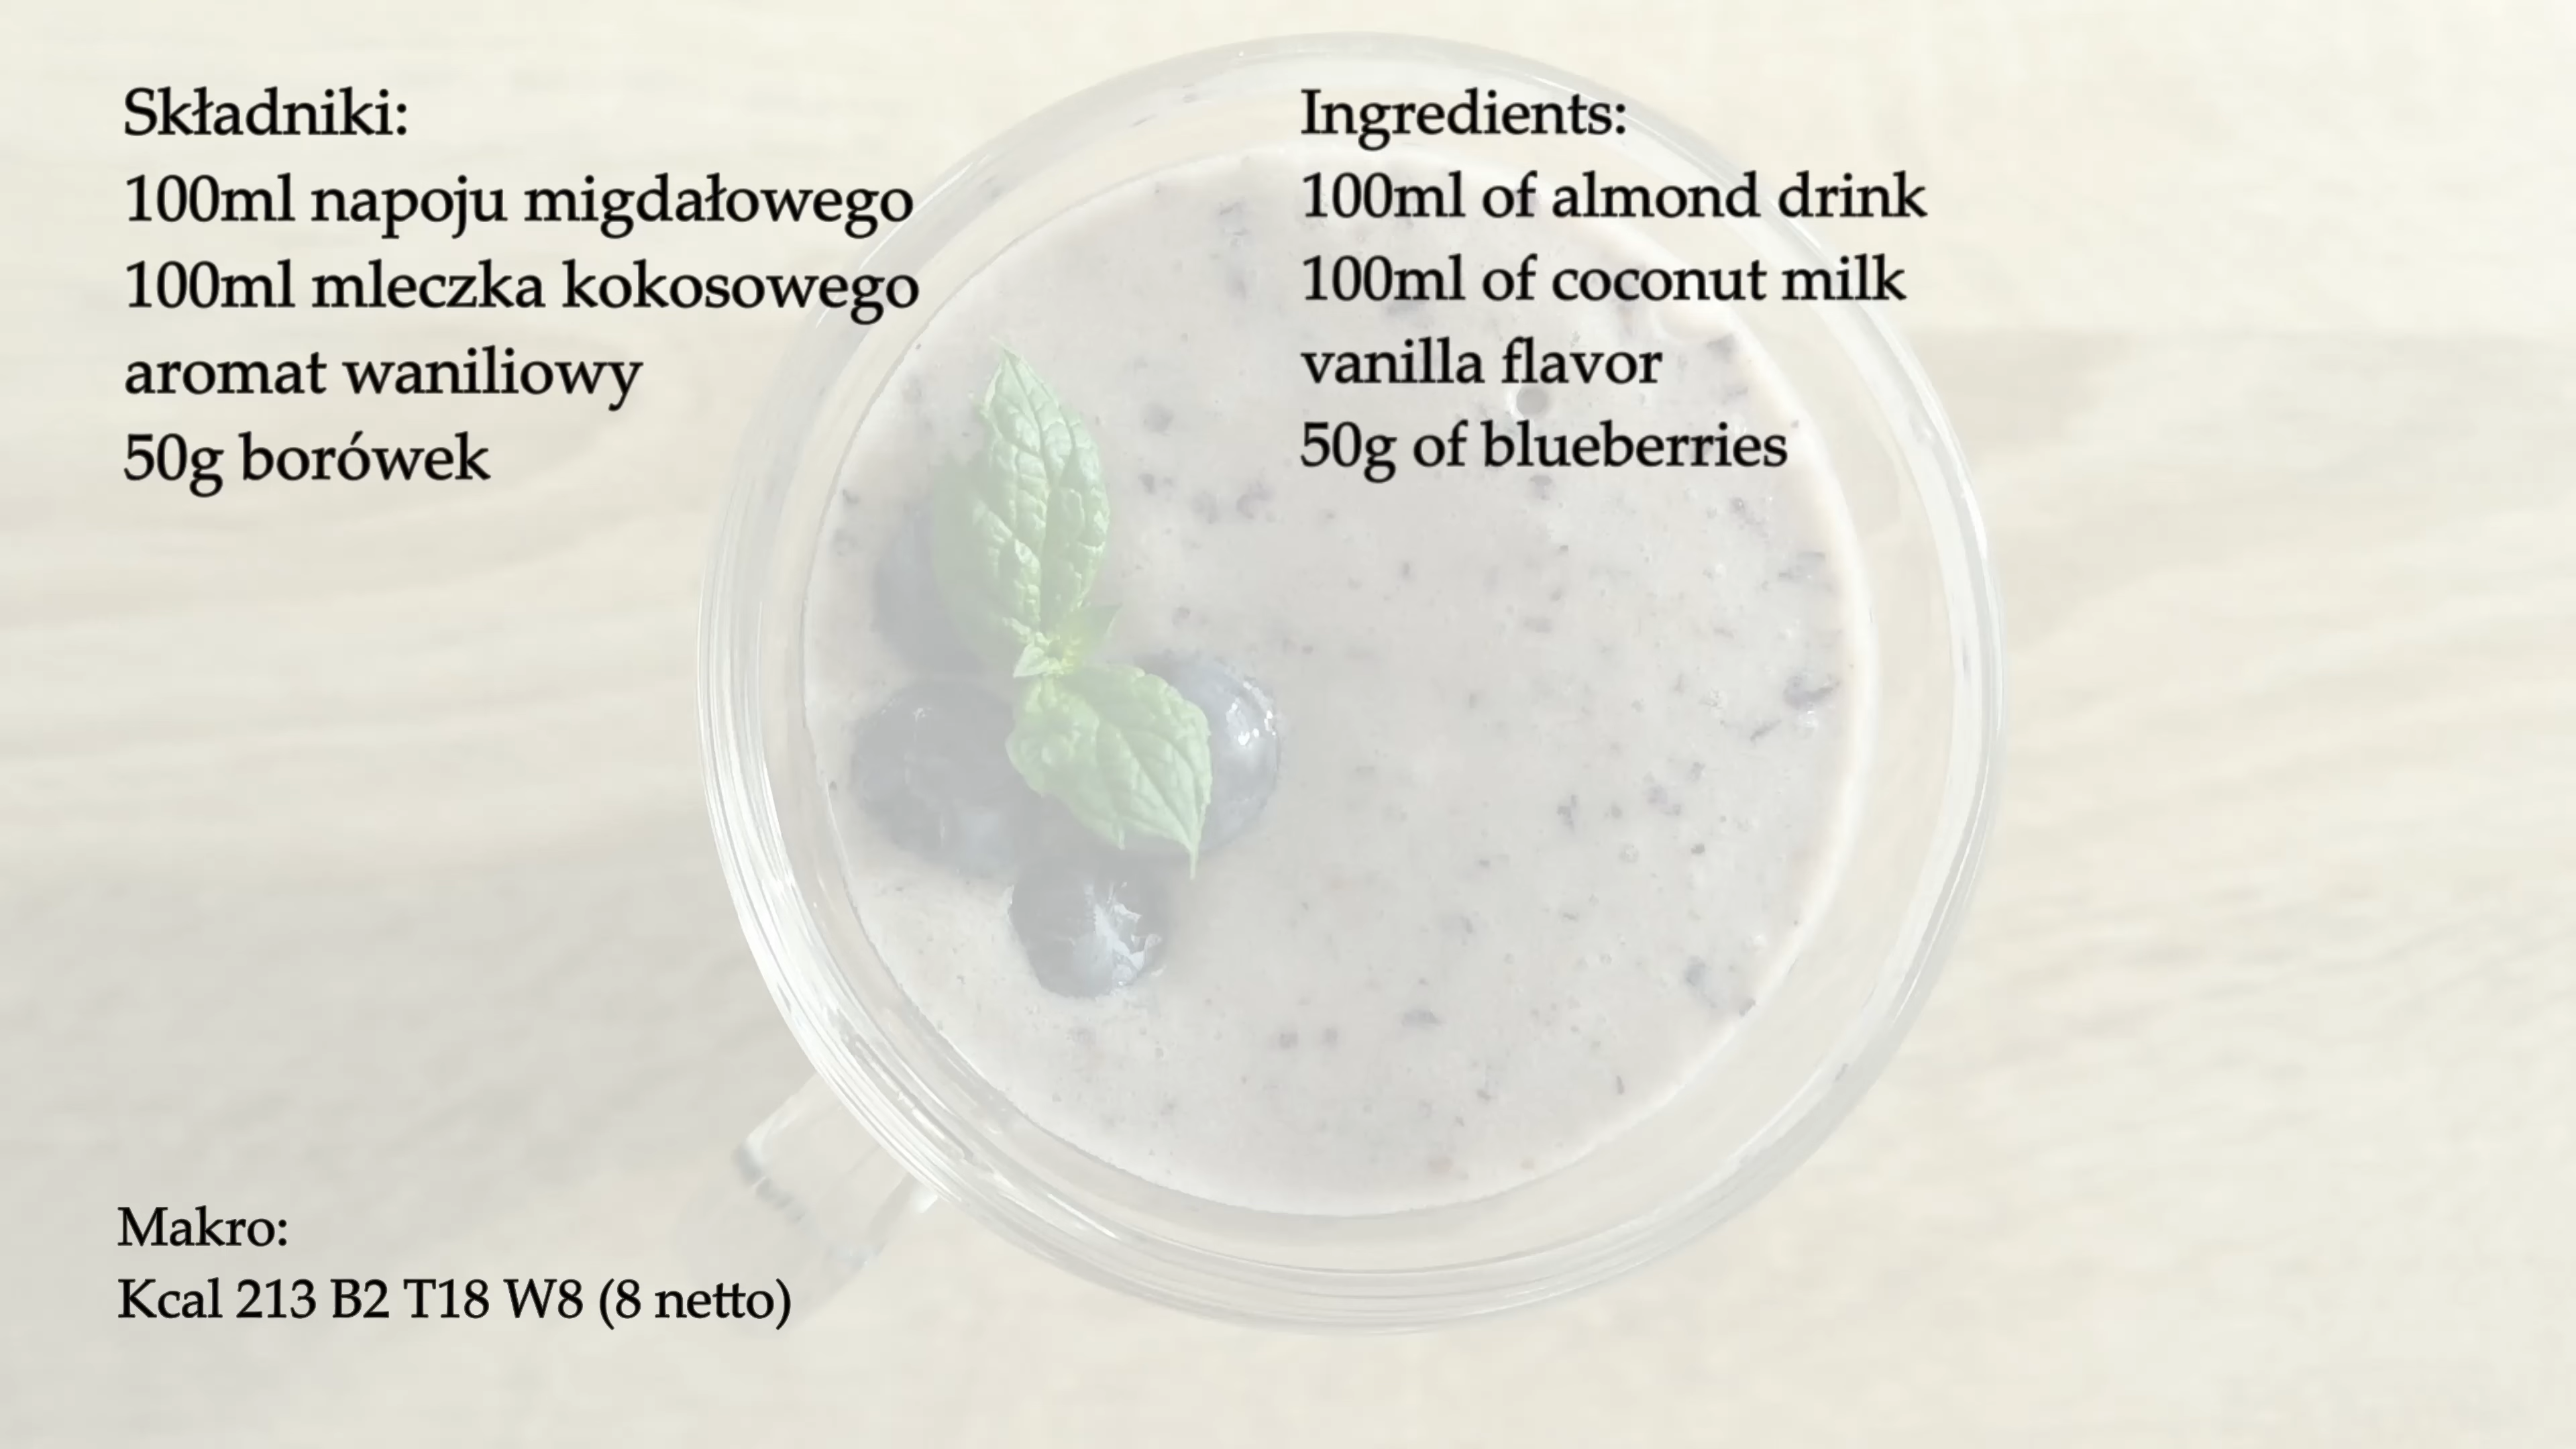 Składniki:
100ml napoju migdałowego
100ml mleczka kokosowego
aromat waniliowy
50g borówek
Ingredients:
100ml of almond drink
100ml of coconut milk
vanilla flavor
50g of blueberries
Makro:
Kcal 213 B2 T18 W8 (8 netto)